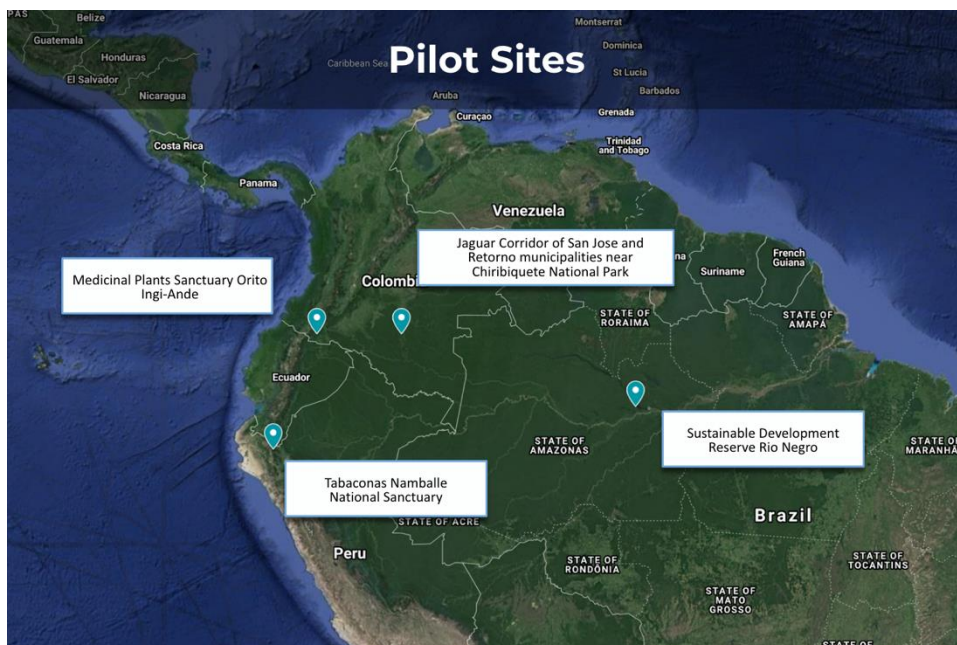 PAS
Belize
Guatemala
Honduras
El Salvador
Nicaragua
Costa Rica
Panama
Caribbean Sea
Pilot Sites
Montserrat
Dominica
St Lucia
Barbados
Aruba
Curaçao
Grenada
Trinidad
and Tobago
Venezuela
Jaguar Corridor of San Jose and
Retorno municipalities near
Chiribiquete National Park
Medicinal Plants Sanctuary Orito
Ingi-Ande
Colombi
na
Suriname
French
Guiana
STATE OF
RORAIMA
STATE OF
AMAPÁ
Ecuador
Sustainable Development
Reserve Rio Negro
STATE OF
AMAZONAS
STATE O
MARANHÃ
Tabaconas Namballe
National Sanctuary
STATE OF ACRE
Peru
Brazil
STATE OF
RONDÔNIA
STATE OF
TOCANTINS
STATE OF
MATO
GROSSO
STATE OF